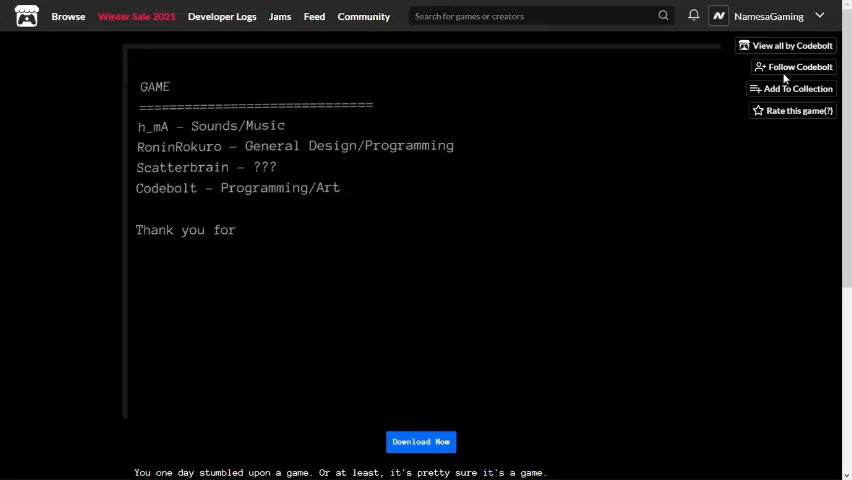 Browse Winter Sale 2021 Developer Logs Jams Feed Community Search for games or creators NamesaGaming
View all by Codebolt
Follow Codebolt
Add To Collection
Rate this game(?)
GAME
==============================
h_mA - Sounds/Music
RoninRokuro - General Design/Programming
Scatterbrain - ???
Codebolt - Programming/Art
Thank you for
Download Now
You one day stumbled upon a game. Or at least, it's pretty sure it's a game.